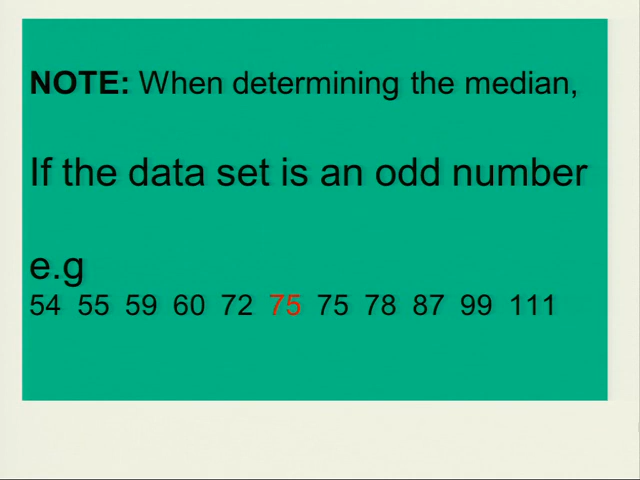 NOTE: When determining the median,
If the data set is an odd number
e.g
54 55 59 60 72 75 75 78 87 99 111